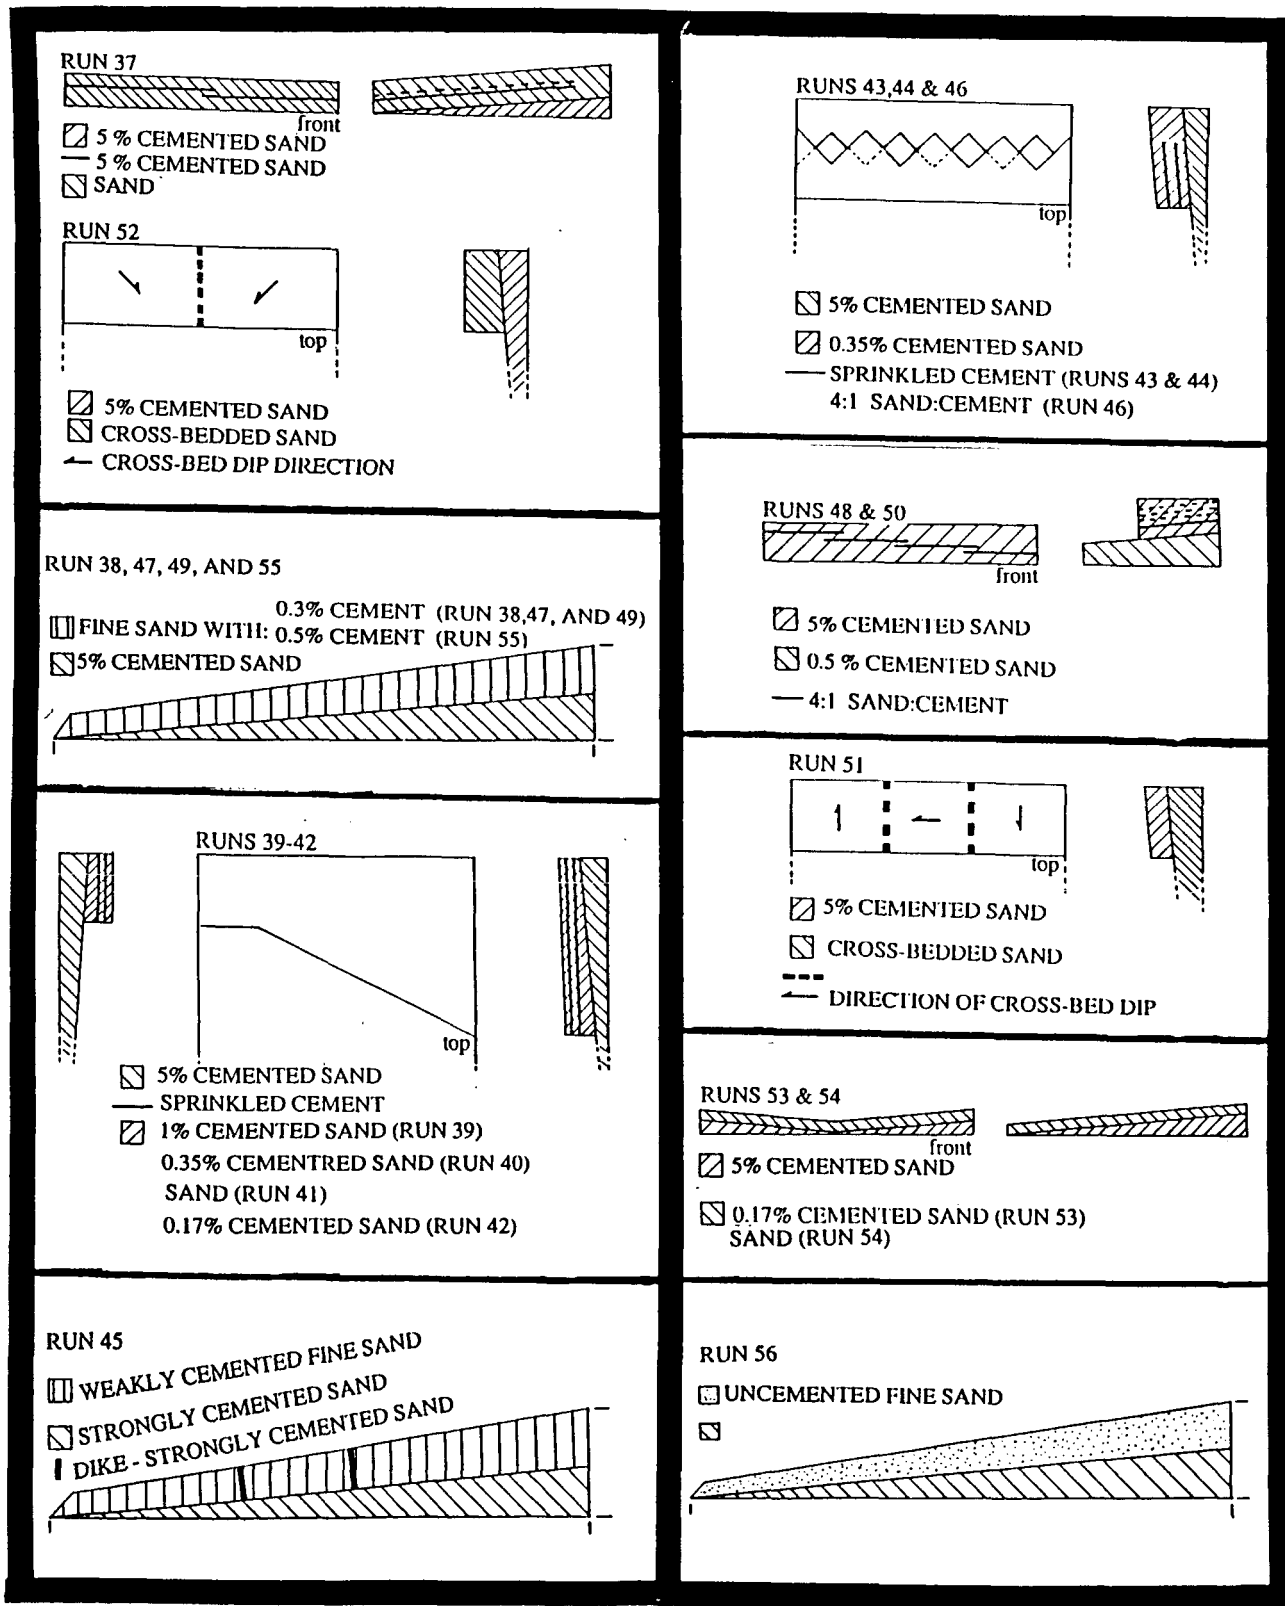 RUN 37
front
5 % CEMENTED SAND
5 % CEMENTED SAND
SAND
RUN 52
top
5% CEMENTED SAND
CROSS-BEDDED SAND
CROSS-BED DIP DIRECTION
RUN 38, 47, 49, AND 55
0.3% CEMENT (RUN 38,47, AND 49)
FINE SAND WITH: 0.5% CEMENT (RUN 55)
5% CEMENTED SAND
RUNS 39-42
top
5% CEMENTED SAND
SPRINKLED CEMENT
1% CEMENTED SAND (RUN 39)
0.35% CEMENTRED SAND (RUN 40)
SAND (RUN 41)
0.17% CEMENTED SAND (RUN 42)
RUN 45
WEAKLY CEMENTED FINE SAND
STRONGLY CEMENTED SAND
DIKE - STRONGLY CEMENTED SAND
RUNS 43,44 & 46
top
5% CEMENTED SAND
0.35% CEMENTED SAND
SPRINKLED CEMENT (RUNS 43 & 44)
4:1 SAND:CEMENT (RUN 46)
RUNS 48 & 50
front
5% CEMENTED SAND
0.5 % CEMENTED SAND
4:1 SAND:CEMENT
RUN 51
top
5% CEMENTED SAND
CROSS-BEDDED SAND
DIRECTION OF CROSS-BED DIP
RUNS 53 & 54
front
5% CEMENTED SAND
0.17% CEMENTED SAND (RUN 53)
SAND (RUN 54)
RUN 56
UNCEMENTED FINE SAND